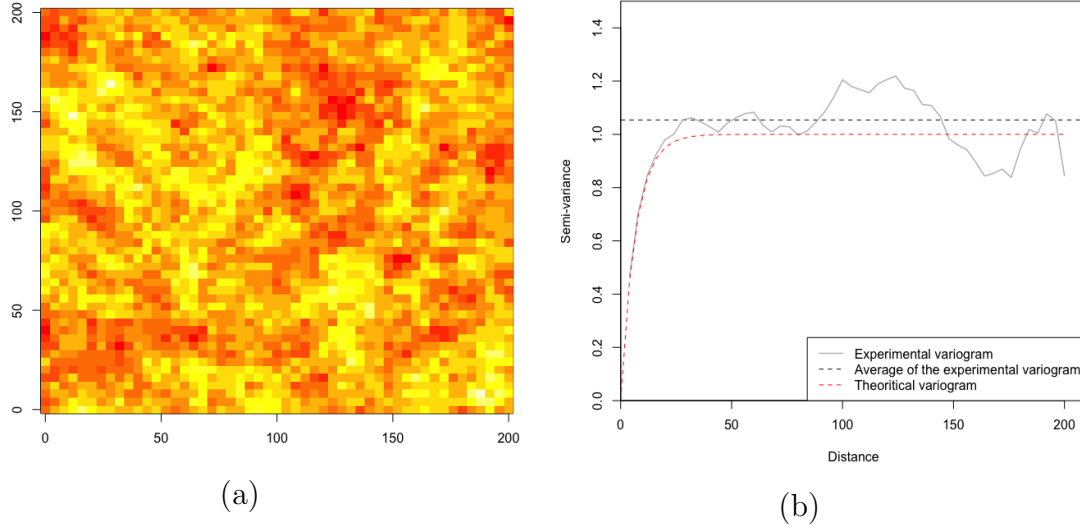 200
150
100
50
0
0 50 100 150 200
(a)
1.4
1.2
1.0
0.8
0.6
0.4
0.2
0.0
Semi-variance
Experimental variogram
Average of the experimental variogram
Theoritical variogram
0 50 100 150 200
Distance
(b)